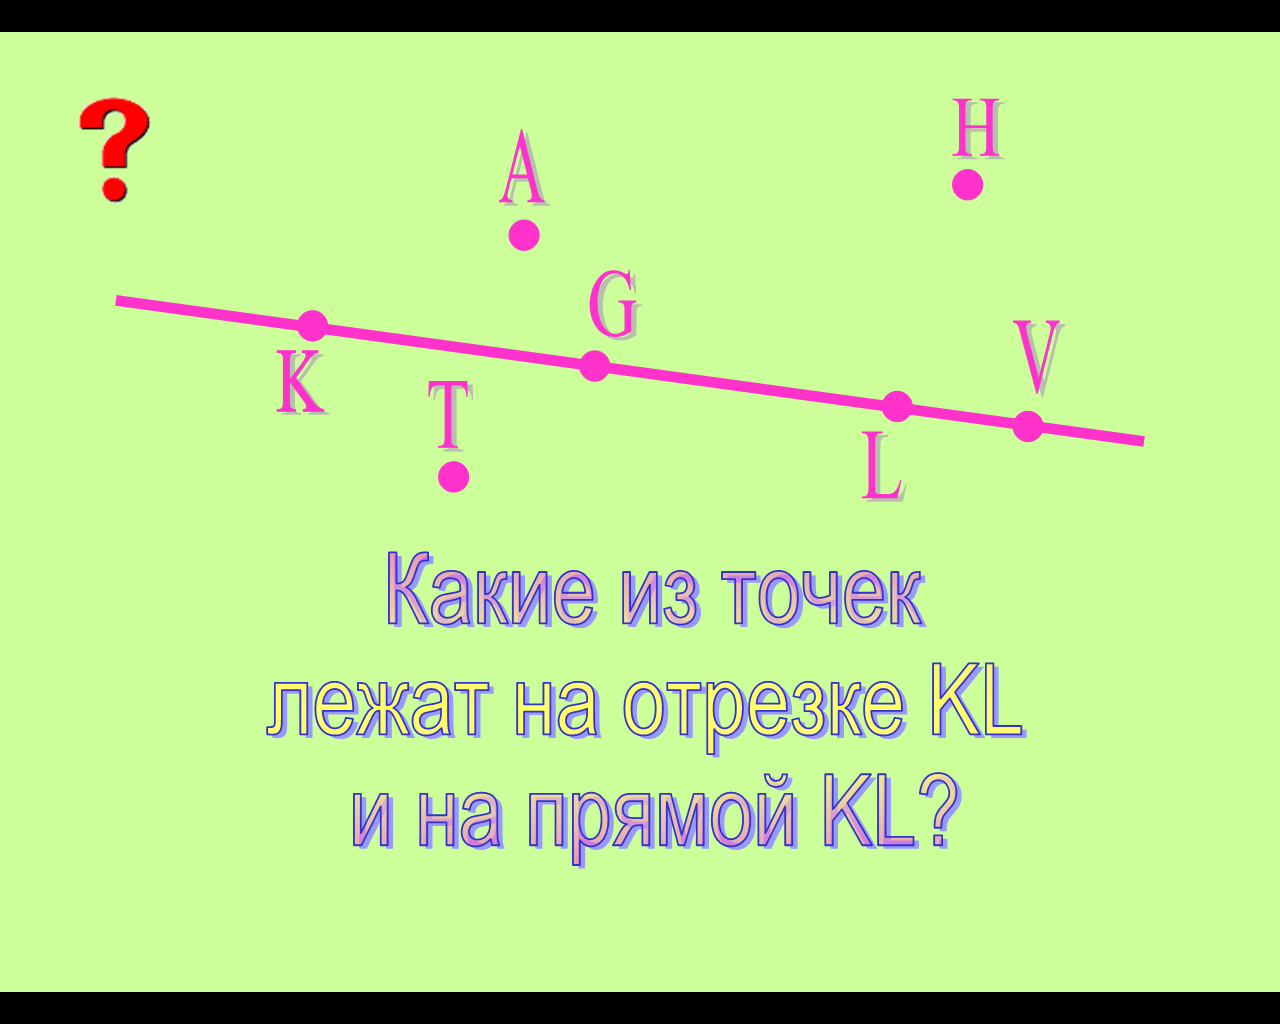 ?
A
H
G
V
K
T
L
Какие из точек
лежат на отрезке KL
и на прямой KL?